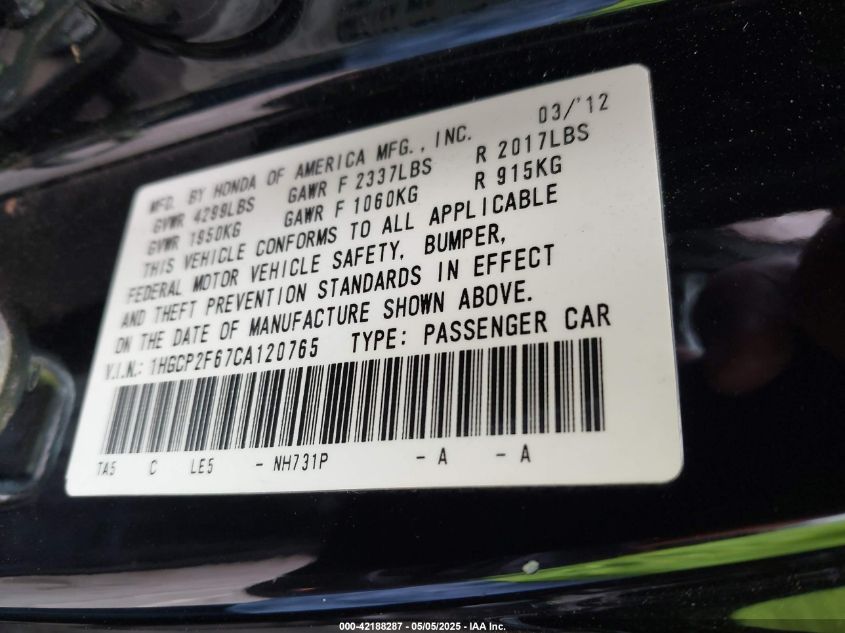 03/'12
MFD. BY HONDA OF AMERICA MFG., INC.
GVWR 4299LBS GAWR F 2337LBS R 2017LBS
GVWR 1950KG GAWR F 1060KG R 915KG
THIS VEHICLE CONFORMS TO ALL APPLICABLE
FEDERAL MOTOR VEHICLE SAFETY, BUMPER,
AND THEFT PREVENTION STANDARDS IN EFFECT
ON THE DATE OF MANUFACTURE SHOWN ABOVE.
V.I.N.: 1HGCP2F67CA120765 TYPE: PASSENGER CAR
TA5 C LE5 - NH731P - A - A
000-42188287 - 05/05/2025 - IAA Inc.